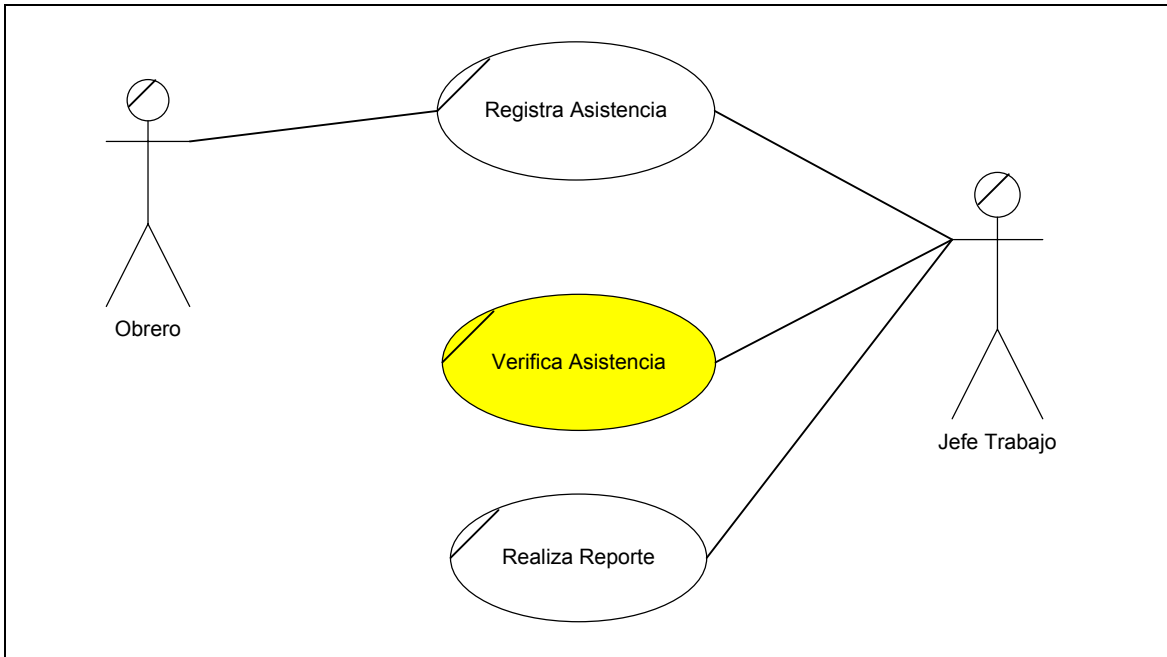 Registra Asistencia
Obrero
Verifica Asistencia
Jefe Trabajo
Realiza Reporte